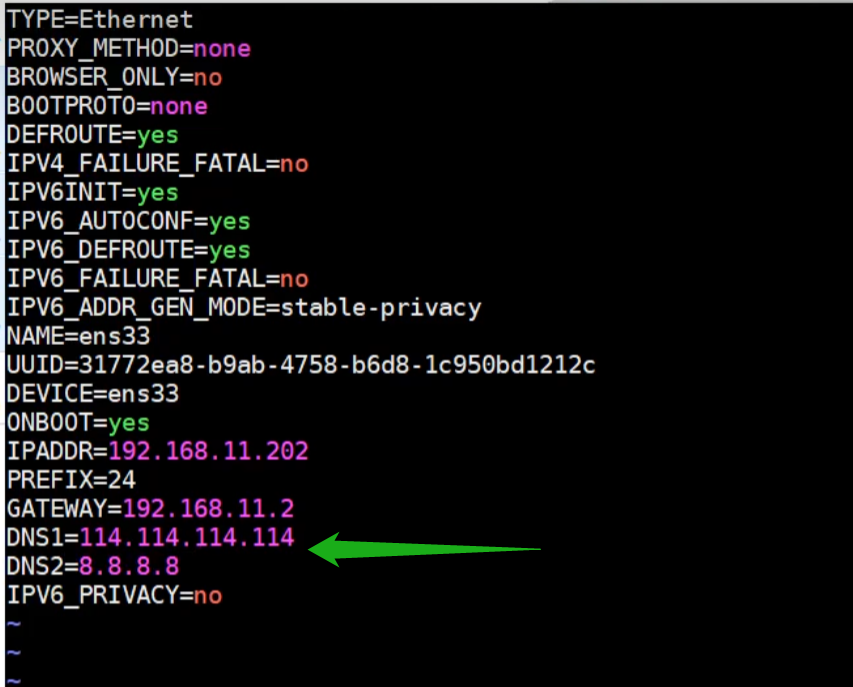 TYPE=Ethernet
PROXY_METHOD=none
BROWSER_ONLY=no
BOOTPROTO=none
DEFROUTE=yes
IPV4_FAILURE_FATAL=no
IPV6INIT=yes
IPV6_AUTOCONF=yes
IPV6_DEFROUTE=yes
IPV6_FAILURE_FATAL=no
IPV6_ADDR_GEN_MODE=stable-privacy
NAME=ens33
UUID=31772ea8-b9ab-4758-b6d8-1c950bd1212c
DEVICE=ens33
ONBOOT=yes
IPADDR=192.168.11.202
PREFIX=24
GATEWAY=192.168.11.2
DNS1=114.114.114.114
DNS2=8.8.8.8
IPV6_PRIVACY=no
~
~
~